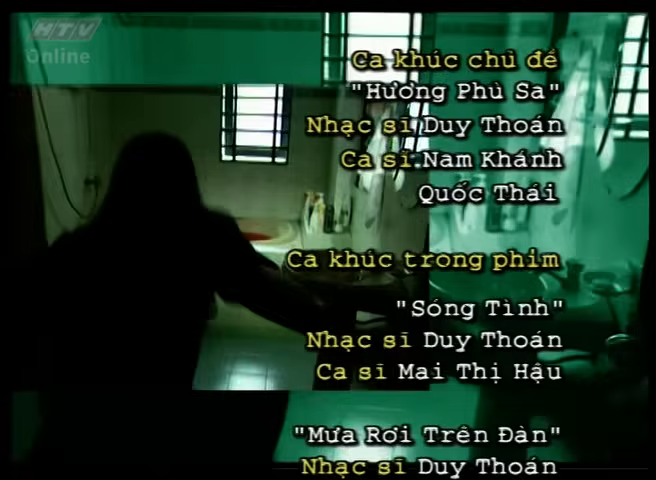 HTV
Online
Ca khúc chủ đề
"Hương Phù Sa"
Nhạc sĩ Duy Thoán
Ca sĩ Nam Khánh
Quốc Thái
Ca khúc trong phim
"Sóng Tình"
Nhạc sĩ Duy Thoán
Ca sĩ Mai Thị Hậu
"Mưa Rơi Trên Đàn"
Nhạc sĩ Duy Thoán